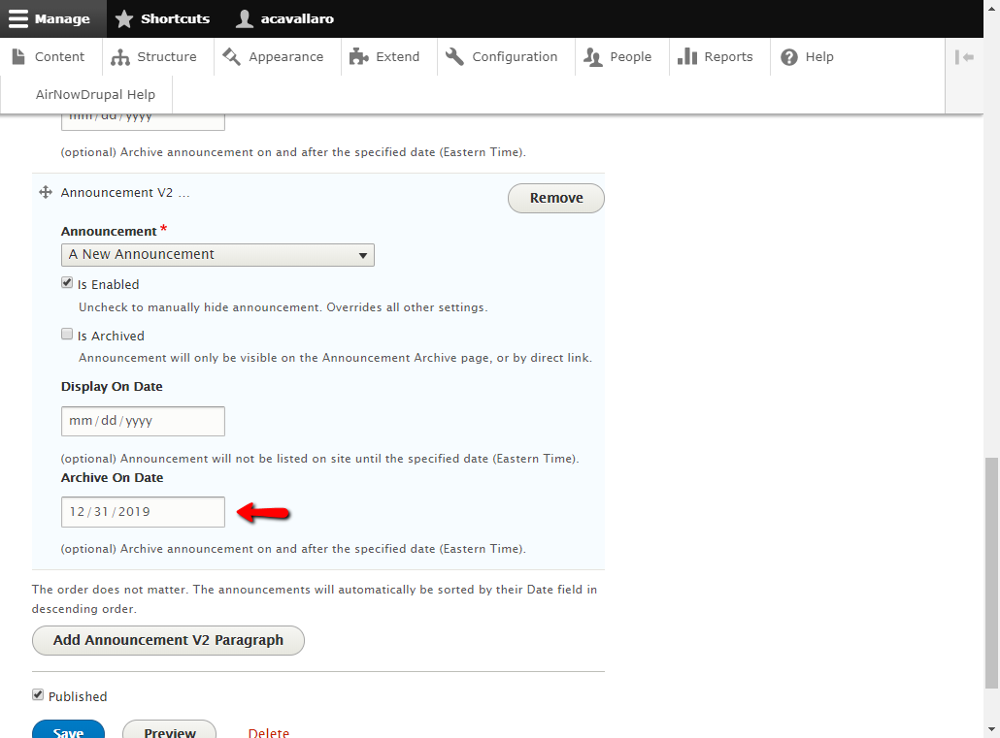 Manage Shortcuts acavallaro
Content Structure Appearance Extend Configuration People Reports Help
AirNowDrupal Help
mm/dd/yyyy
(optional) Archive announcement on and after the specified date (Eastern Time).
Announcement V2 ...
Remove
Announcement *
A New Announcement
Is Enabled
Uncheck to manually hide announcement. Overrides all other settings.
Is Archived
Announcement will only be visible on the Announcement Archive page, or by direct link.
Display On Date
mm/dd/yyyy
(optional) Announcement will not be listed on site until the specified date (Eastern Time).
Archive On Date
12/31/2019
(optional) Archive announcement on and after the specified date (Eastern Time).
The order does not matter. The announcements will automatically be sorted by their Date field in
descending order.
Add Announcement V2 Paragraph
Published
Save Preview Delete